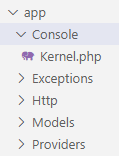 app
Console
Kernel.php
Exceptions
Http
Models
Providers